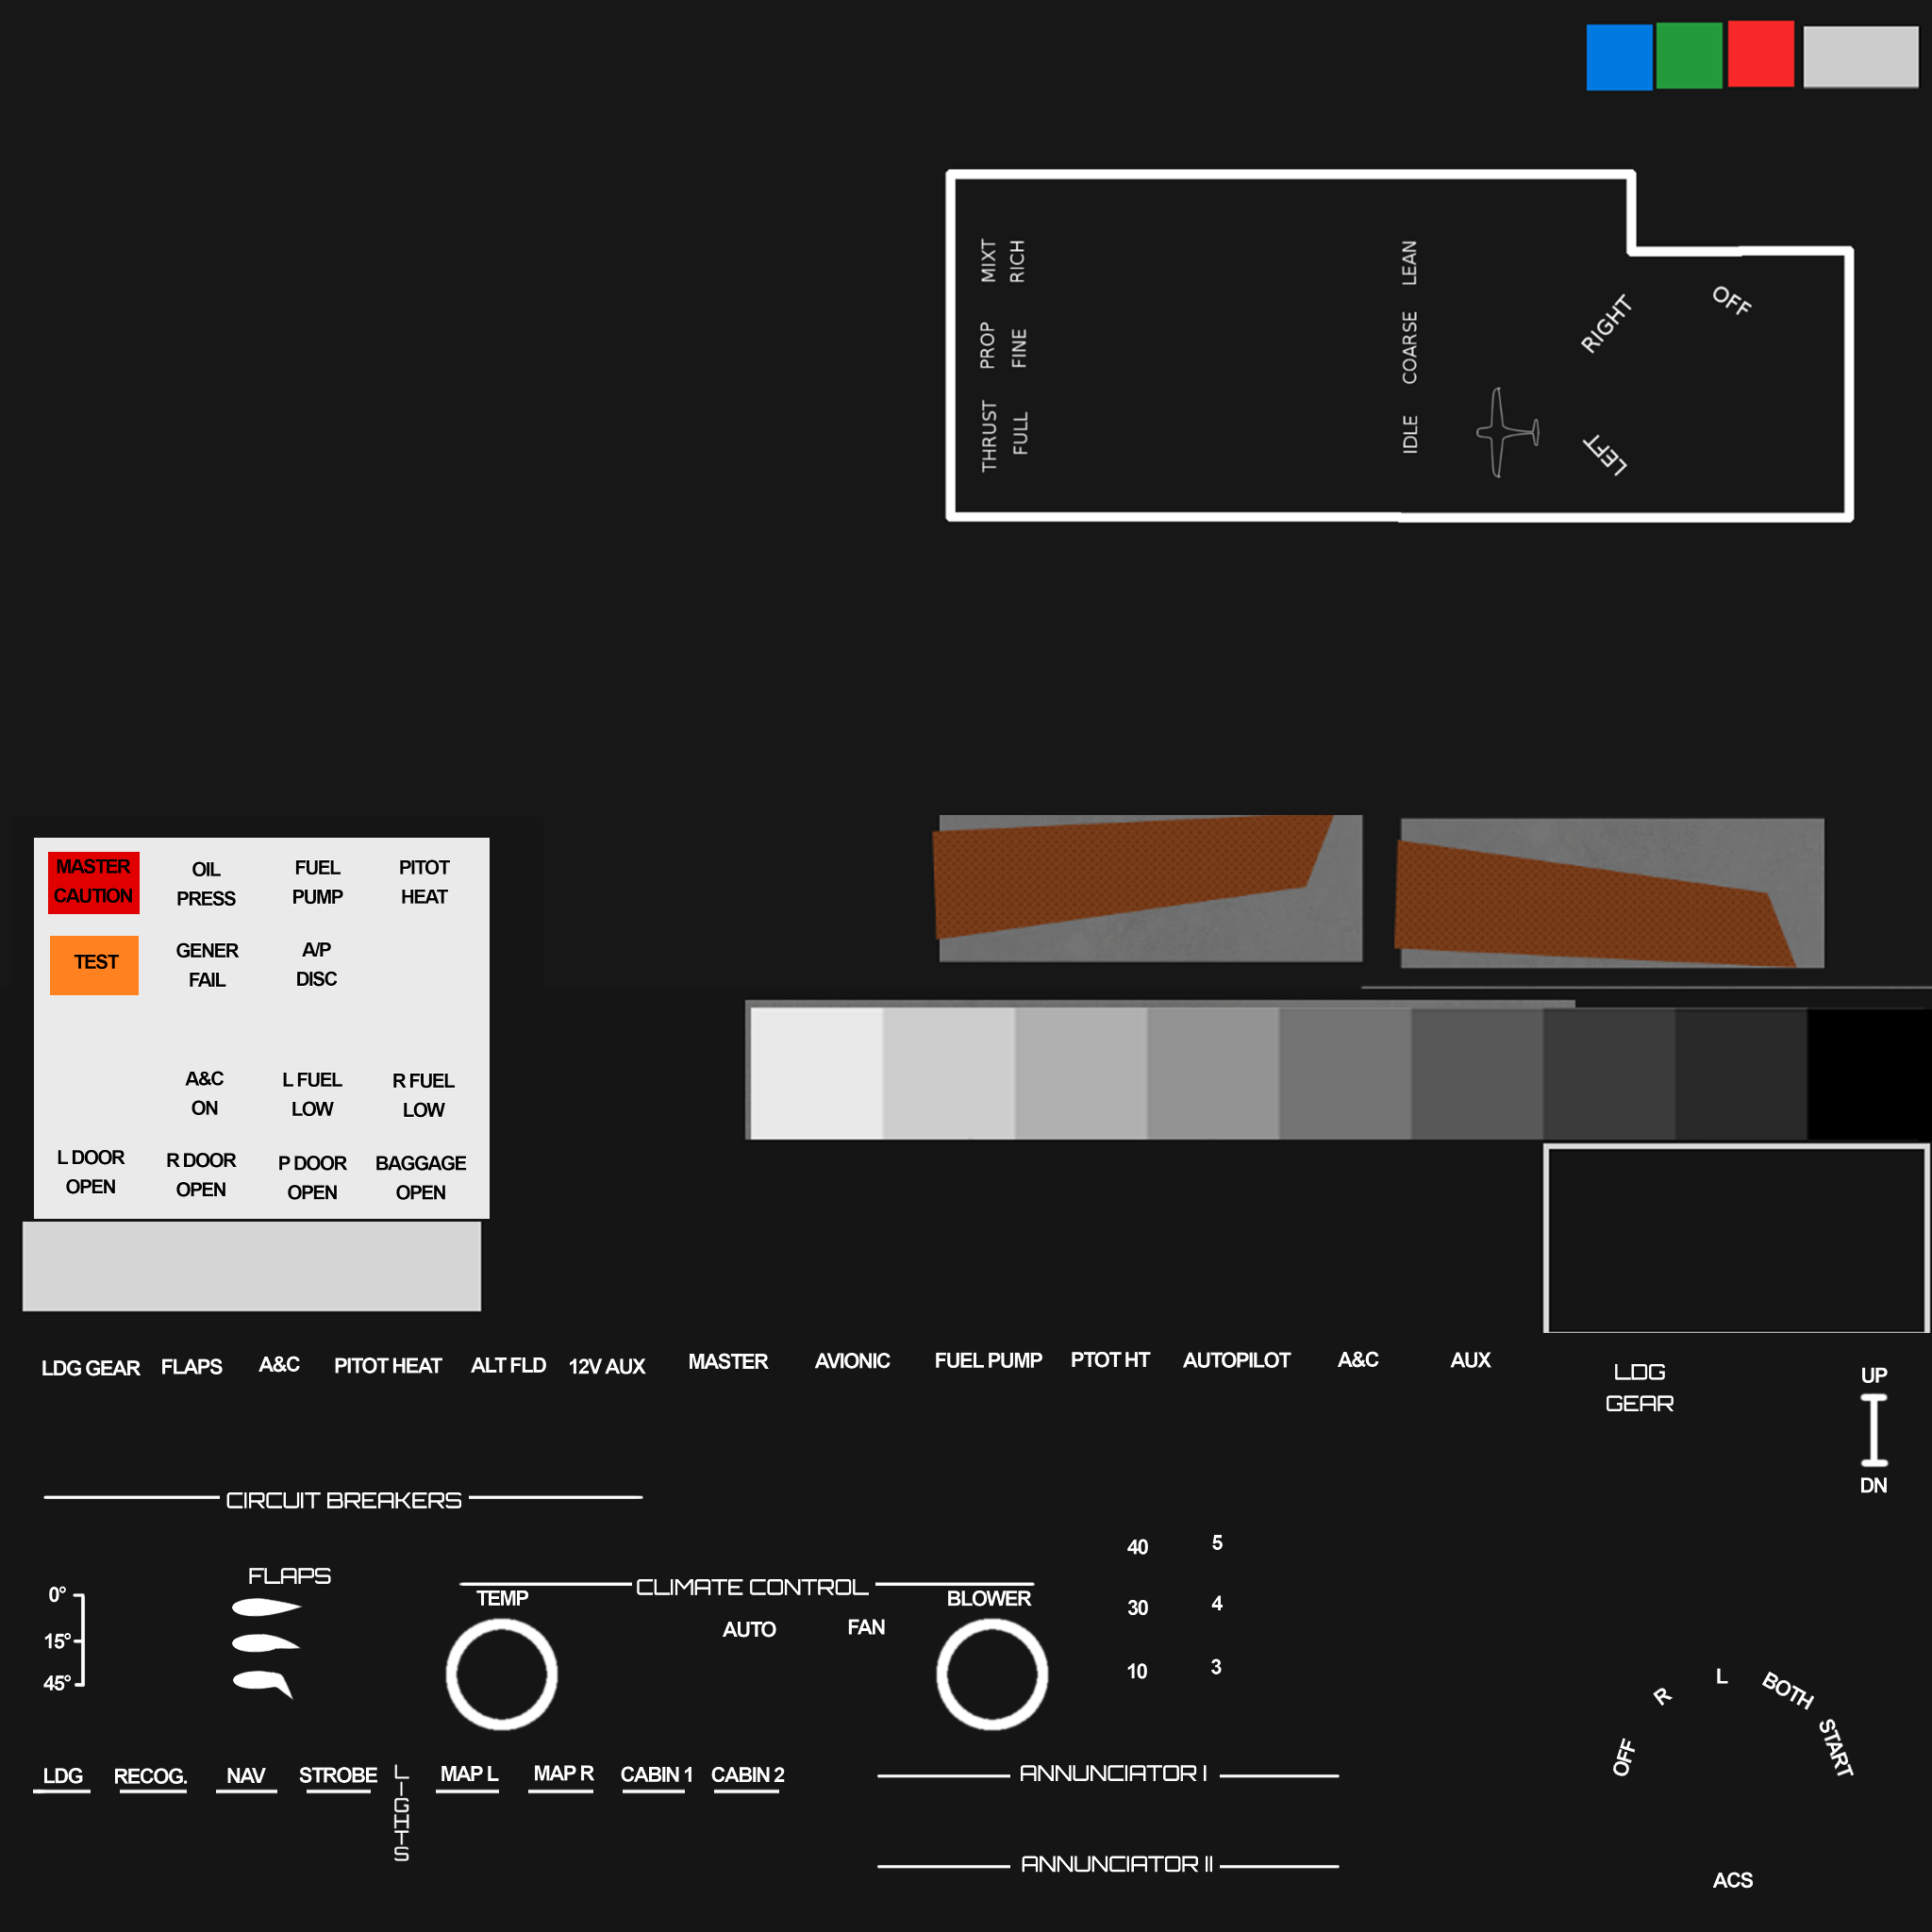 MIXT
RICH
LEAN
PROP
FINE
COARSE
THRUST
FULL
IDLE
RIGHT
OFF
LEFT
MASTER
CAUTION
OIL
PRESS
FUEL
PUMP
PITOT
HEAT
TEST
GENER
FAIL
A/P
DISC
A&C
ON
L FUEL
LOW
R FUEL
LOW
L DOOR
OPEN
R DOOR
OPEN
P DOOR
OPEN
BAGGAGE
OPEN
LDG GEAR
FLAPS
A&C
PITOT HEAT
ALT FLD
12V AUX
MASTER
AVIONIC
FUEL PUMP
PTOT HT
AUTOPILOT
A&C
AUX
LDG
GEAR
UP
DN
CIRCUIT BREAKERS
FLAPS
0°
15°
45°
CLIMATE CONTROL
TEMP
AUTO
FAN
BLOWER
40
30
10
5
4
3
OFF
R
L
BOTH
START
ACS
LDG
RECOG.
NAV
STROBE
LIGHTS
MAP L
MAP R
CABIN 1
CABIN 2
ANNUNCIATOR I
ANNUNCIATOR II